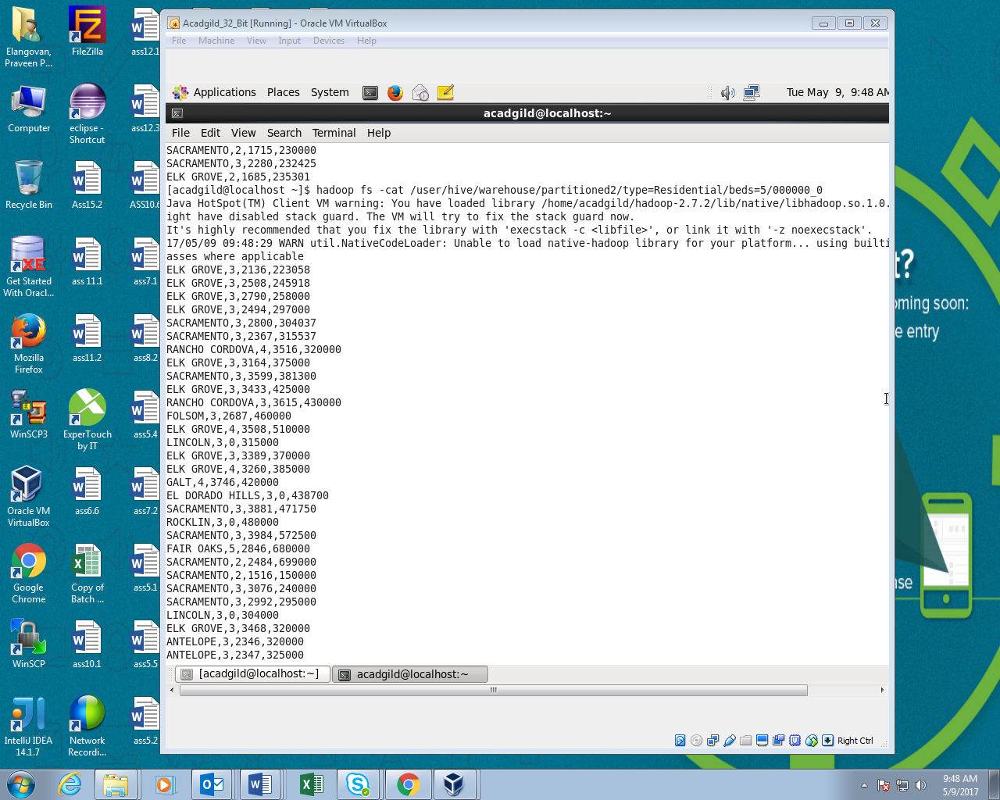 Elangovan,
Praveen P...
FileZilla
ass12.1
Computer
eclipse -
Shortcut
ass12.3
Recycle Bin
Ass15.2
ASS10.6
Get Started
With Oracl...
ass 11.1
ass7.1
Mozilla
Firefox
ass11.2
ass8.2
WinSCP3
ExperTouch
by IT
ass5.4
Oracle VM
VirtualBox
ass6.6
ass7.2
Google
Chrome
Copy of
Batch ...
ass5.1
WinSCP
ass10.1
ass5.5
IntelliJ IDEA
14.1.7
Network
Recordi...
ass5.2
Acadgild_32_Bit [Running] - Oracle VM VirtualBox
File Machine View Input Devices Help
Applications Places System Tue May 9, 9:48 AM
acadgild@localhost:~
File Edit View Search Terminal Help
SACRAMENTO,2,1715,230000
SACRAMENTO,3,2280,232425
ELK GROVE,2,1685,235301
[acadgild@localhost ~]$ hadoop fs -cat /user/hive/warehouse/partitioned2/type=Residential/beds=5/000000_0
Java HotSpot(TM) Client VM warning: You have loaded library /home/acadgild/hadoop-2.7.2/lib/native/libhadoop.so.1.0.
ight have disabled stack guard. The VM will try to fix the stack guard now.
It's highly recommended that you fix the library with 'execstack -c <libfile>', or link it with '-z noexecstack'.
17/05/09 09:48:29 WARN util.NativeCodeLoader: Unable to load native-hadoop library for your platform... using builti
asses where applicable
ELK GROVE,3,2136,223058
ELK GROVE,3,2508,245918
ELK GROVE,3,2790,258000
ELK GROVE,3,2494,297000
SACRAMENTO,3,2800,304037
SACRAMENTO,3,2367,315537
RANCHO CORDOVA,4,3516,320000
ELK GROVE,3,3164,375000
SACRAMENTO,3,3599,381300
ELK GROVE,3,3433,425000
RANCHO CORDOVA,3,3615,430000
FOLSOM,3,2687,460000
ELK GROVE,4,3508,510000
LINCOLN,3,0,315000
ELK GROVE,3,3389,370000
ELK GROVE,4,3260,385000
GALT,4,3746,420000
EL DORADO HILLS,3,0,438700
SACRAMENTO,3,3881,471750
ROCKLIN,3,0,480000
SACRAMENTO,3,3984,572500
FAIR OAKS,5,2846,680000
SACRAMENTO,2,2484,699000
SACRAMENTO,2,1516,150000
SACRAMENTO,3,3076,240000
SACRAMENTO,3,2992,295000
LINCOLN,3,0,304000
ELK GROVE,3,3468,320000
ANTELOPE,3,2346,320000
ANTELOPE,3,2347,325000
[acadgild@localhost:~] acadgild@localhost:~
Right Ctrl
t?
oming soon:
e entry
ase
9:48 AM
5/9/2017